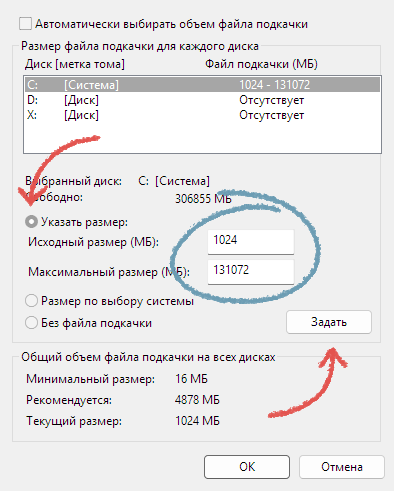 Автоматически выбирать объем файла подкачки
Размер файла подкачки для каждого диска
Диск [метка тома] Файл подкачки (МБ)
C: [Система] 1024 - 131072
D: [Диск] Отсутствует
X: [Диск] Отсутствует
Выбранный диск: C: [Система]
Свободно: 306855 МБ
Указать размер:
Исходный размер (МБ): 1024
Максимальный размер (МБ): 131072
Размер по выбору системы
Без файла подкачки Задать
Общий объем файла подкачки на всех дисках
Минимальный размер: 16 МБ
Рекомендуется: 4878 МБ
Текущий размер: 1024 МБ
ОК Отмена